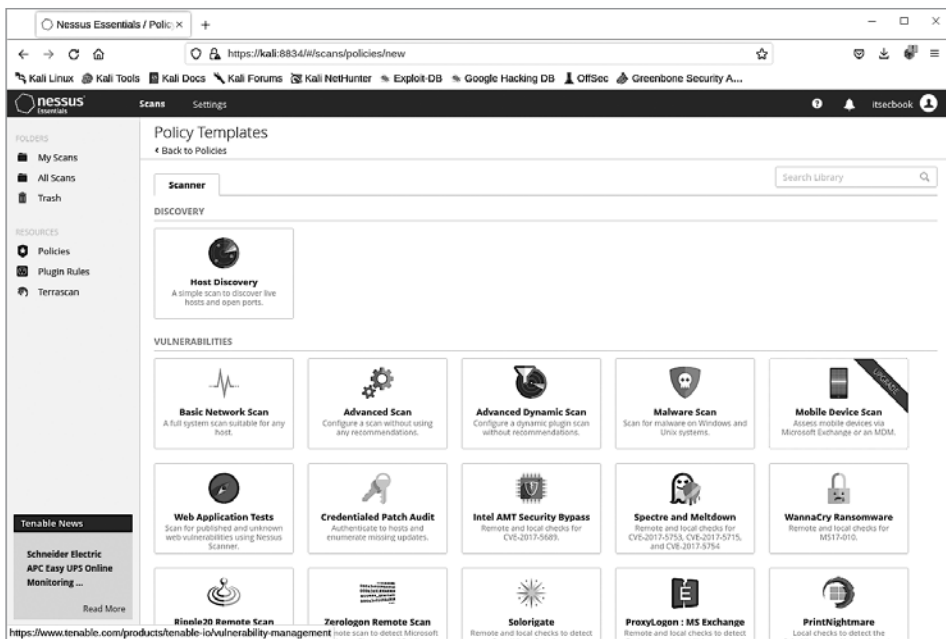 Nessus Essentials / Polic
https://kali:8834/#/scans/policies/new
Kali Linux Kali Tools Kali Docs Kali Forums Kali NetHunter Exploit-DB Google Hacking DB OffSec Greenbone Security A...
nessus Essentials Scans Settings itsecbook
FOLDERS
My Scans
All Scans
Trash
RESOURCES
Policies
Plugin Rules
Terrascan
Tenable News
Schneider Electric
APC Easy UPS Online
Monitoring ...
Read More
Policy Templates
Back to Policies
Scanner
Search Library
DISCOVERY
Host Discovery
A simple scan to discover live
hosts and open ports.
VULNERABILITIES
Basic Network Scan
A full system scan suitable for any
host.
Advanced Scan
Configure a scan without using
any recommendations.
Advanced Dynamic Scan
Configure a dynamic plugin scan
without recommendations.
Malware Scan
Scan for malware on Windows and
Unix systems.
UPGRADE
Mobile Device Scan
Assess mobile devices via
Microsoft Exchange or an MDM.
Web Application Tests
Scan for published and unknown
web vulnerabilities using Nessus
Scanner.
Credentialed Patch Audit
Authenticate to hosts and
enumerate missing updates.
Intel AMT Security Bypass
Remote and local checks for
CVE-2017-5689.
Spectre and Meltdown
Remote and local checks for
CVE-2017-5753, CVE-2017-5715,
and CVE-2017-5754
WannaCry Ransomware
Remote and local checks for
MS17-010.
Ripple20 Remote Scan
Zerologon Remote Scan
note scan to detect Microsoft
Solorigate
Remote and local checks to detect
ProxyLogon : MS Exchange
Remote and local checks to detect
PrintNightmare
Local checks to detect the
https://www.tenable.com/products/tenable-io/vulnerability-management